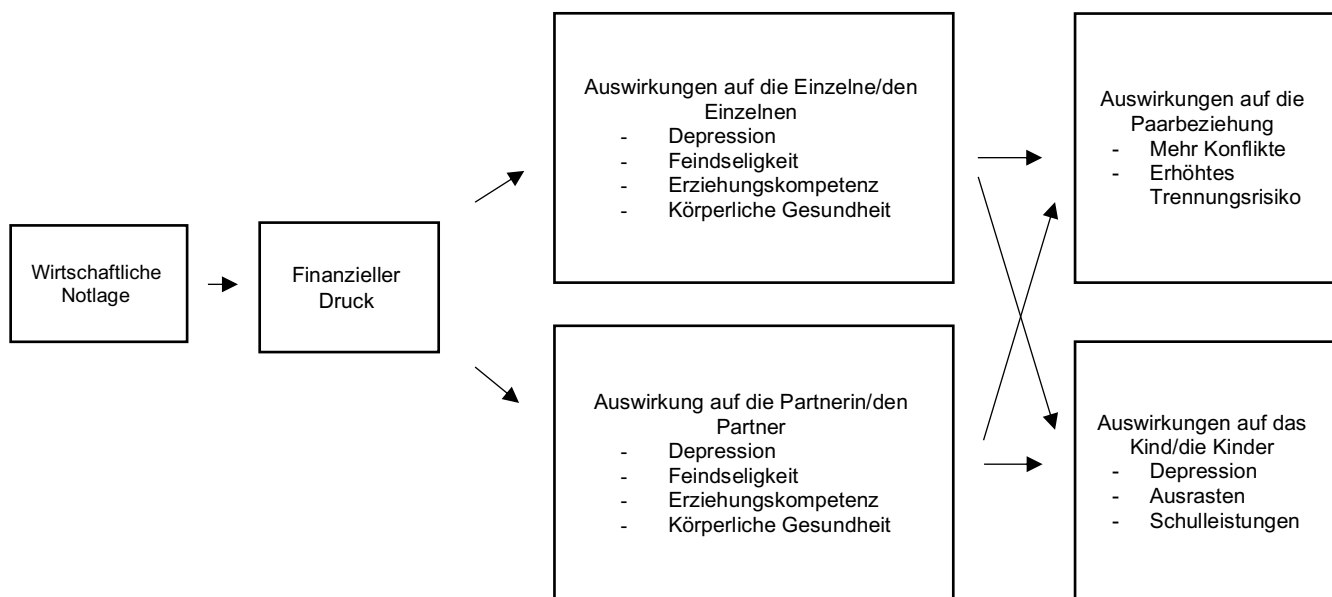 Wirtschaftliche
Notlage
Finanzieller
Druck
Auswirkungen auf die Einzelne/den
Einzelnen
- Depression
- Feindseligkeit
- Erziehungskompetenz
- Körperliche Gesundheit
Auswirkung auf die Partnerin/den
Partner
- Depression
- Feindseligkeit
- Erziehungskompetenz
- Körperliche Gesundheit
Auswirkungen auf die
Paarbeziehung
- Mehr Konflikte
- Erhöhtes
Trennungsrisiko
Auswirkungen auf das
Kind/die Kinder
- Depression
- Ausrasten
- Schulleistungen